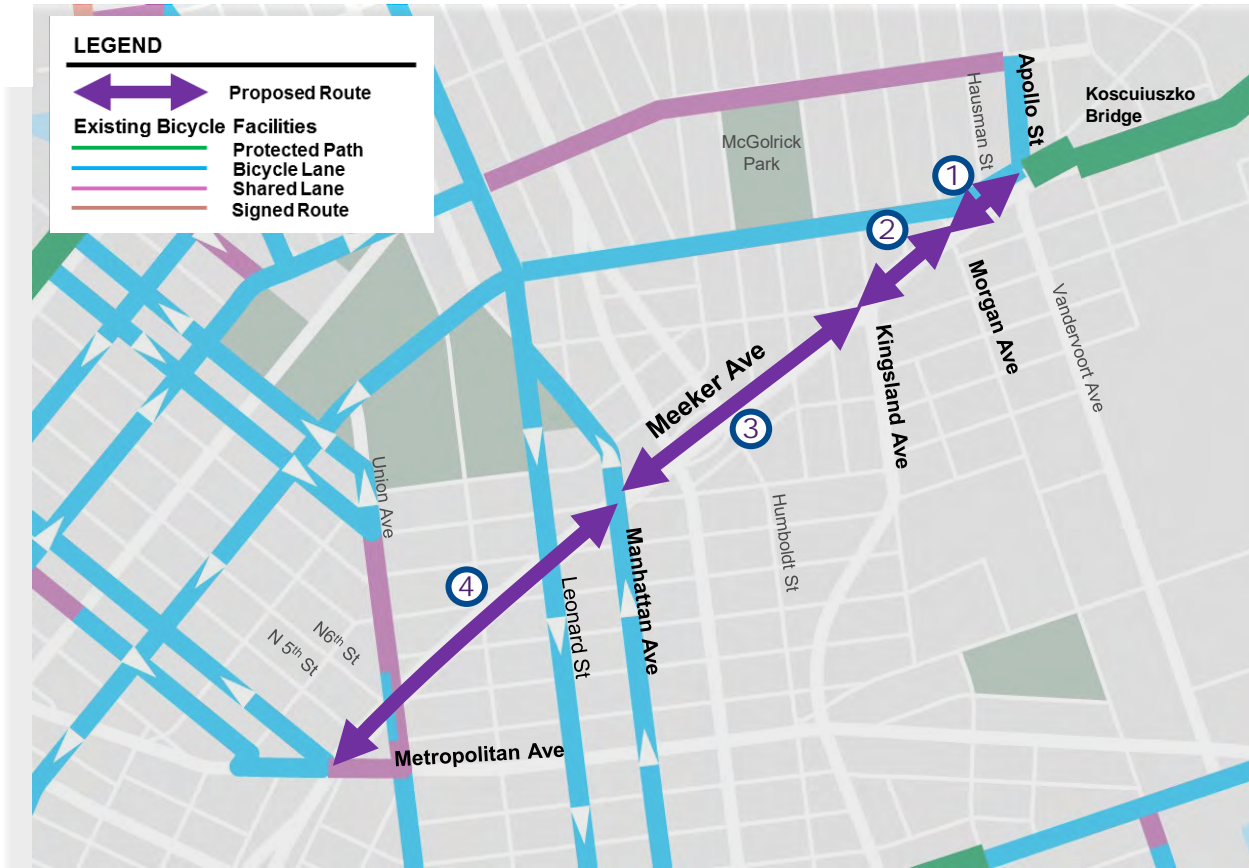 LEGEND
Proposed Route
Existing Bicycle Facilities
Protected Path
Bicycle Lane
Shared Lane
Signed Route
Apollo St
Hausman St
Koscuiuszko
Bridge
McGolrick
Park
1
2
Morgan Ave
Vandervoort Ave
Kingsland Ave
Meeker Ave
3
Union Ave
Humboldt St
Manhattan Ave
4
Leonard St
N6th St
N 5th St
Metropolitan Ave